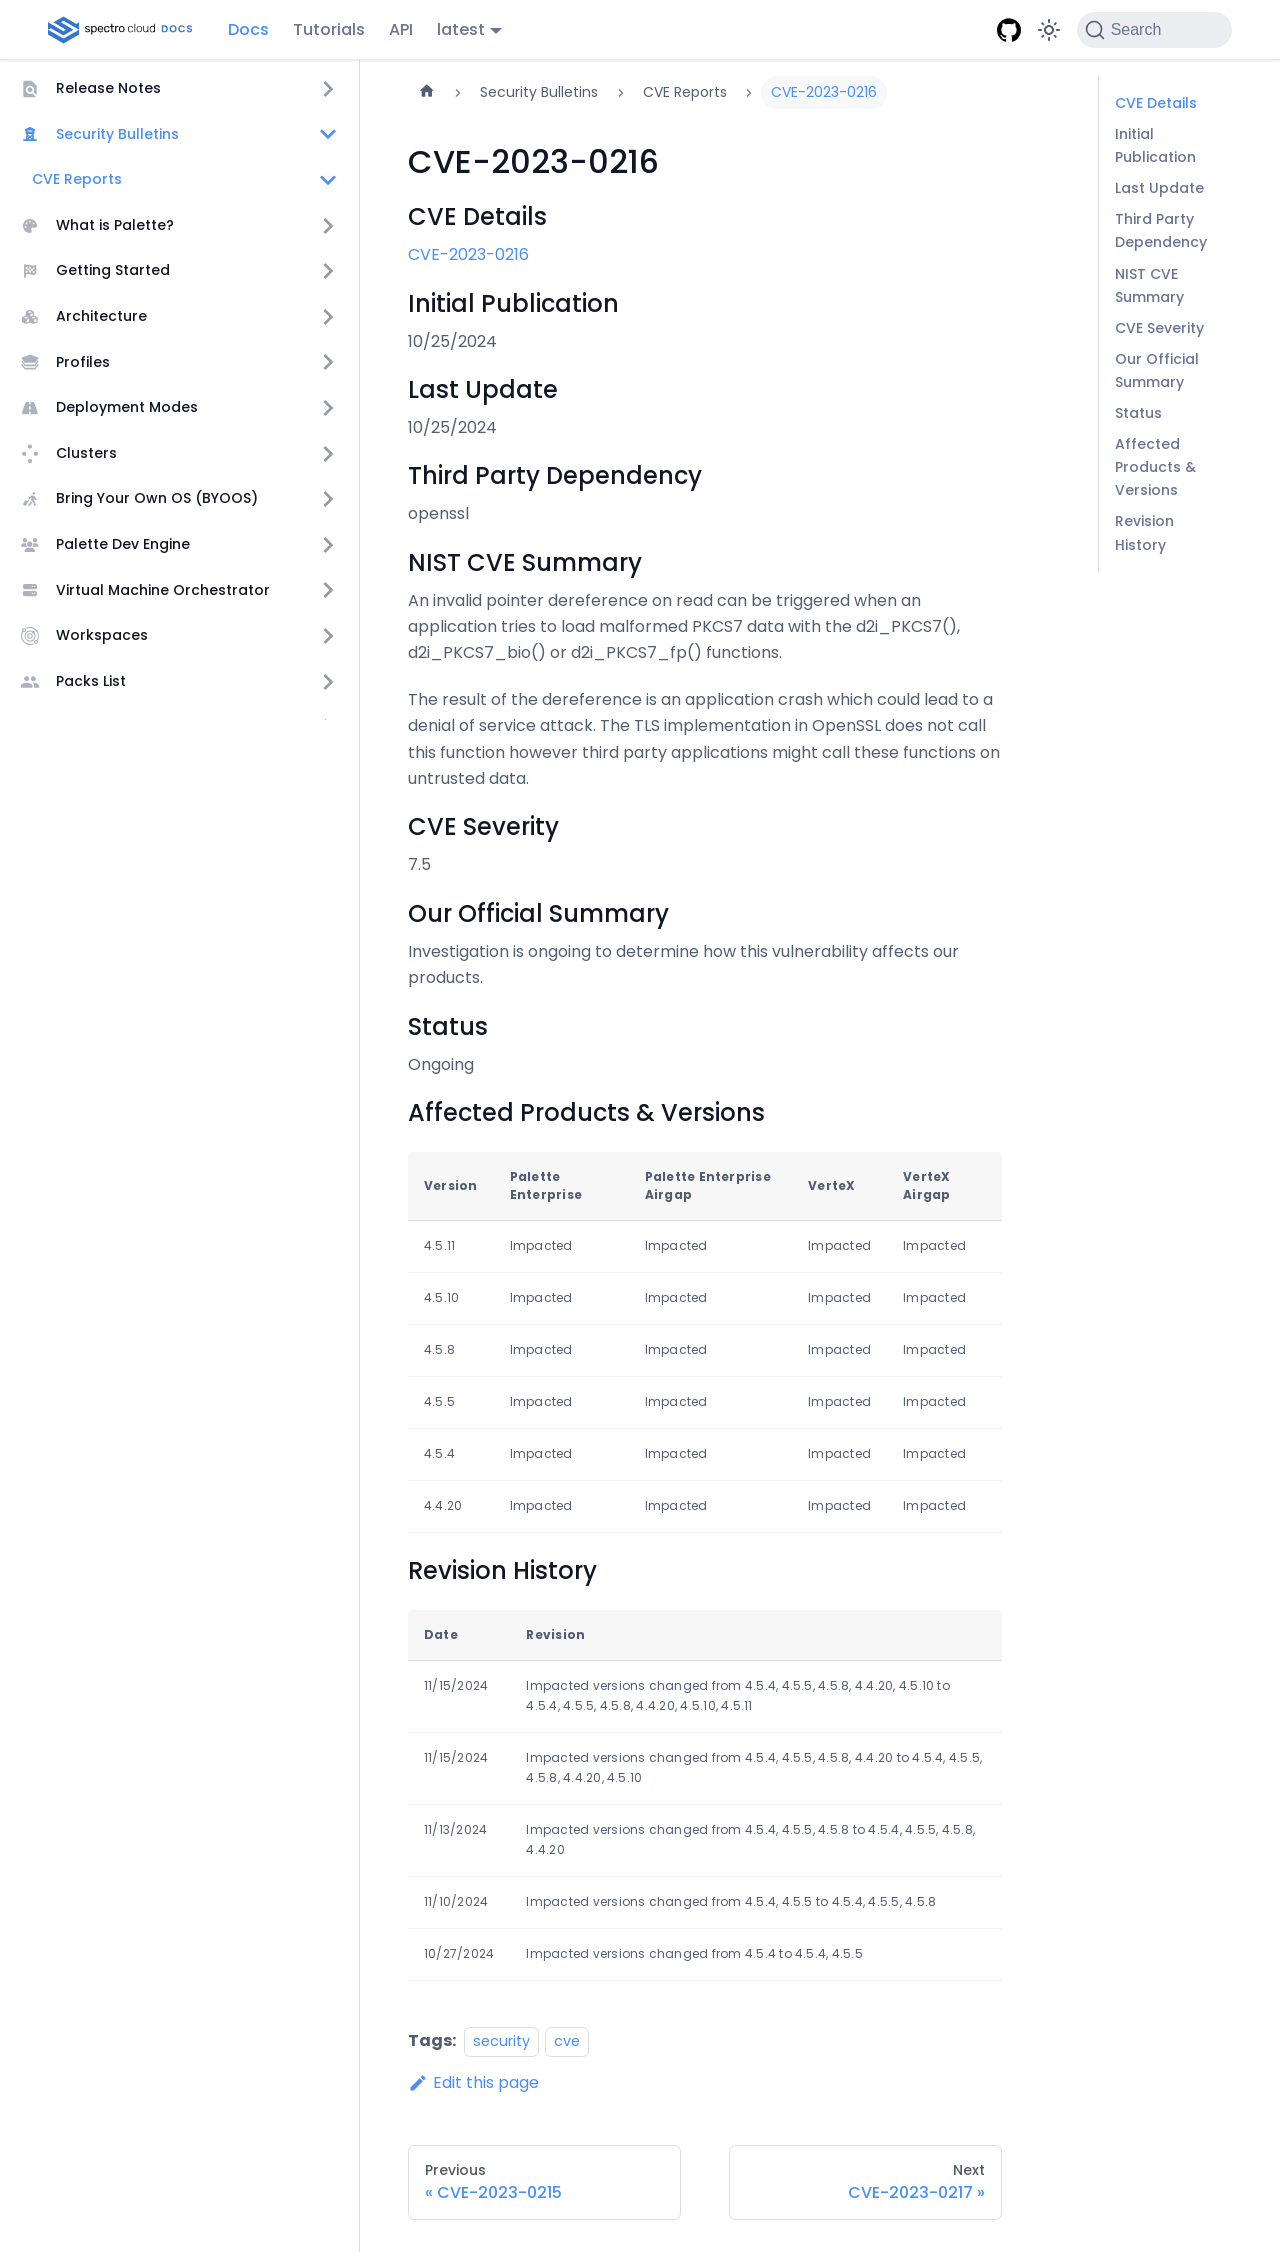 spectro cloud DOCS
Docs
Tutorials
API
latest
Search
Release Notes
Security Bulletins
CVE Reports
What is Palette?
Getting Started
Architecture
Profiles
Deployment Modes
Clusters
Bring Your Own OS (BYOOS)
Palette Dev Engine
Virtual Machine Orchestrator
Workspaces
Packs List
Security Bulletins
CVE Reports
CVE-2023-0216
CVE-2023-0216
CVE Details
CVE-2023-0216
Initial Publication
10/25/2024
Last Update
10/25/2024
Third Party Dependency
openssl
NIST CVE Summary
An invalid pointer dereference on read can be triggered when an
application tries to load malformed PKCS7 data with the d2i_PKCS7(),
d2i_PKCS7_bio() or d2i_PKCS7_fp() functions.
The result of the dereference is an application crash which could lead to a
denial of service attack. The TLS implementation in OpenSSL does not call
this function however third party applications might call these functions on
untrusted data.
CVE Severity
7.5
Our Official Summary
Investigation is ongoing to determine how this vulnerability affects our
products.
Status
Ongoing
Affected Products & Versions
Version Palette Enterprise Palette Enterprise Airgap VerteX VerteX Airgap
4.5.11 Impacted Impacted Impacted Impacted
4.5.10 Impacted Impacted Impacted Impacted
4.5.8 Impacted Impacted Impacted Impacted
4.5.5 Impacted Impacted Impacted Impacted
4.5.4 Impacted Impacted Impacted Impacted
4.4.20 Impacted Impacted Impacted Impacted
Revision History
Date Revision
11/15/2024 Impacted versions changed from 4.5.4, 4.5.5, 4.5.8, 4.4.20, 4.5.10 to
4.5.4, 4.5.5, 4.5.8, 4.4.20, 4.5.10, 4.5.11
11/15/2024 Impacted versions changed from 4.5.4, 4.5.5, 4.5.8, 4.4.20 to 4.5.4, 4.5.5,
4.5.8, 4.4.20, 4.5.10
11/13/2024 Impacted versions changed from 4.5.4, 4.5.5, 4.5.8 to 4.5.4, 4.5.5, 4.5.8,
4.4.20
11/10/2024 Impacted versions changed from 4.5.4, 4.5.5 to 4.5.4, 4.5.5, 4.5.8
10/27/2024 Impacted versions changed from 4.5.4 to 4.5.4, 4.5.5
Tags: security cve
Edit this page
Previous
« CVE-2023-0215
Next
CVE-2023-0217 »
CVE Details
Initial
Publication
Last Update
Third Party
Dependency
NIST CVE
Summary
CVE Severity
Our Official
Summary
Status
Affected
Products &
Versions
Revision
History